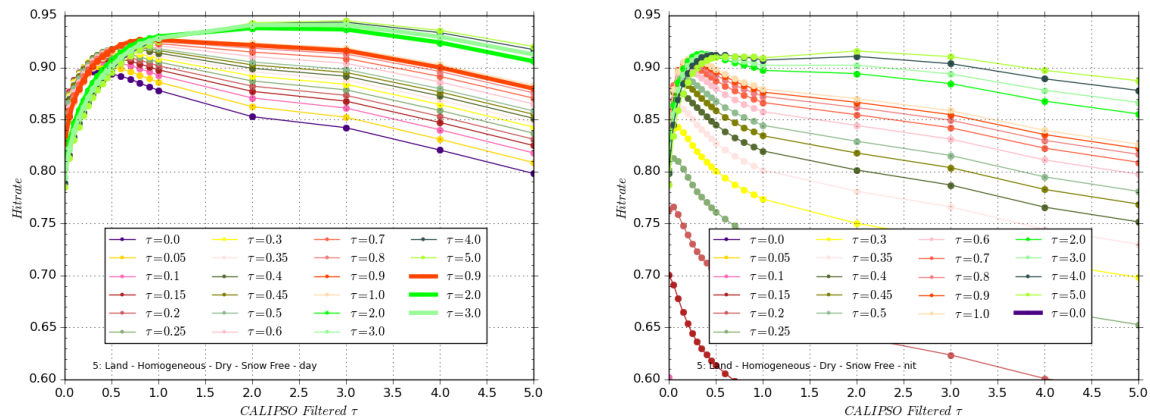 0.95
0.90
0.85
0.80
0.75
0.70
0.65
0.60
Hitrate
τ=0.0 τ=0.3 τ=0.7 τ=4.0
τ=0.05 τ=0.35 τ=0.8 τ=5.0
τ=0.1 τ=0.4 τ=0.9 τ=0.9
τ=0.15 τ=0.45 τ=1.0 τ=2.0
τ=0.2 τ=0.5 τ=2.0 τ=3.0
τ=0.25 τ=0.6 τ=3.0
5: Land - Homogeneous - Dry - Snow Free - day
0.0 0.5 1.0 1.5 2.0 2.5 3.0 3.5 4.0 4.5 5.0
CALIPSO Filtered τ
0.95
0.90
0.85
0.80
0.75
0.70
0.65
0.60
Hitrate
τ=0.0 τ=0.3 τ=0.6 τ=2.0
τ=0.05 τ=0.35 τ=0.7 τ=3.0
τ=0.1 τ=0.4 τ=0.8 τ=4.0
τ=0.15 τ=0.45 τ=0.9 τ=5.0
τ=0.2 τ=0.5 τ=1.0 τ=0.0
τ=0.25
5: Land - Homogeneous - Dry - Snow Free - nit
0.0 0.5 1.0 1.5 2.0 2.5 3.0 3.5 4.0 4.5 5.0
CALIPSO Filtered τ